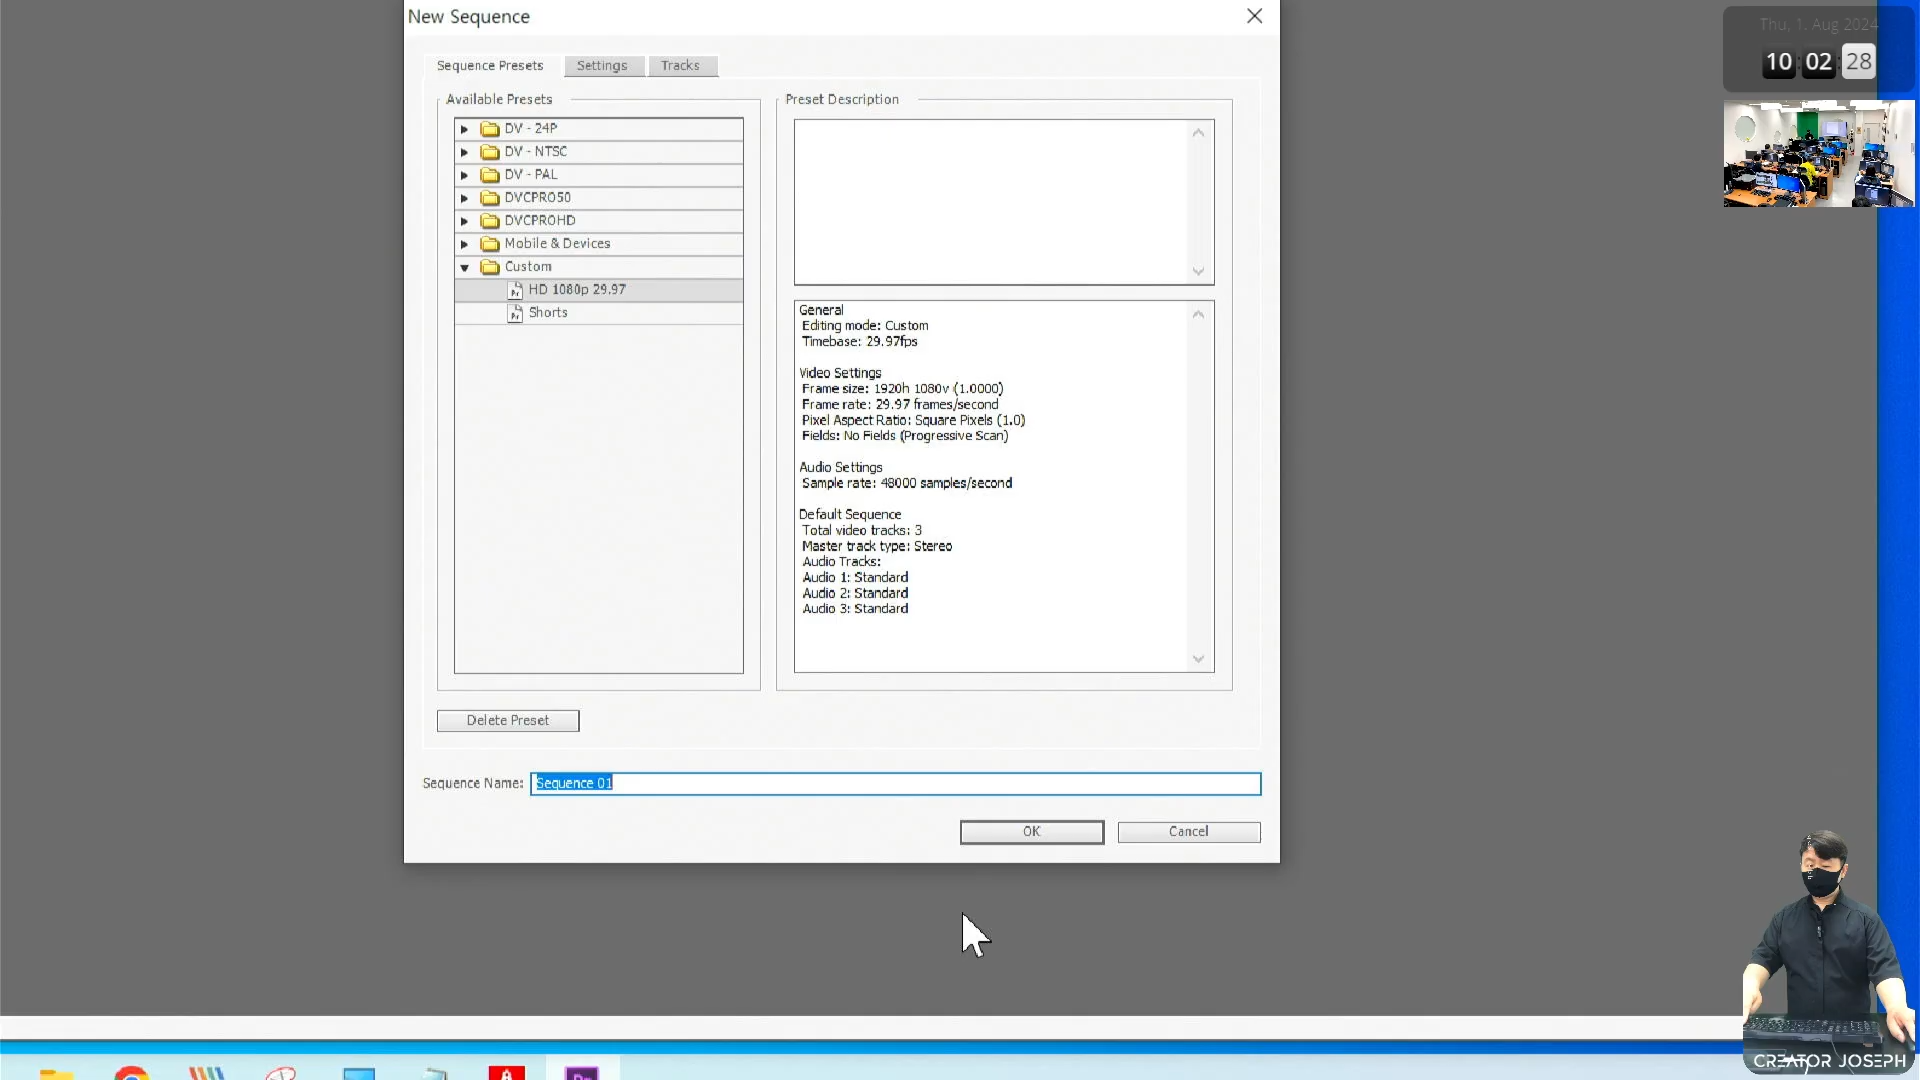 New Sequence
Thu, 1. Aug 2024
10 02 28
Sequence Presets
Settings
Tracks
Available Presets
DV - 24P
DV - NTSC
DV - PAL
DVCPRO50
DVCPROHD
Mobile & Devices
Custom
HD 1080p 29.97
Shorts
Preset Description
General
Editing mode: Custom
Timebase: 29.97fps
Video Settings
Frame size: 1920h 1080v (1.0000)
Frame rate: 29.97 frames/second
Pixel Aspect Ratio: Square Pixels (1.0)
Fields: No Fields (Progressive Scan)
Audio Settings
Sample rate: 48000 samples/second
Default Sequence
Total video tracks: 3
Master track type: Stereo
Audio Tracks:
Audio 1: Standard
Audio 2: Standard
Audio 3: Standard
Delete Preset
Sequence Name: Sequence 01
OK
Cancel
CREATOR JOSEPH